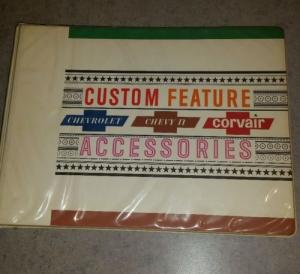 CUSTOM FEATURE
CHEVROLET CHEVY II corvair
ACCESSORIES